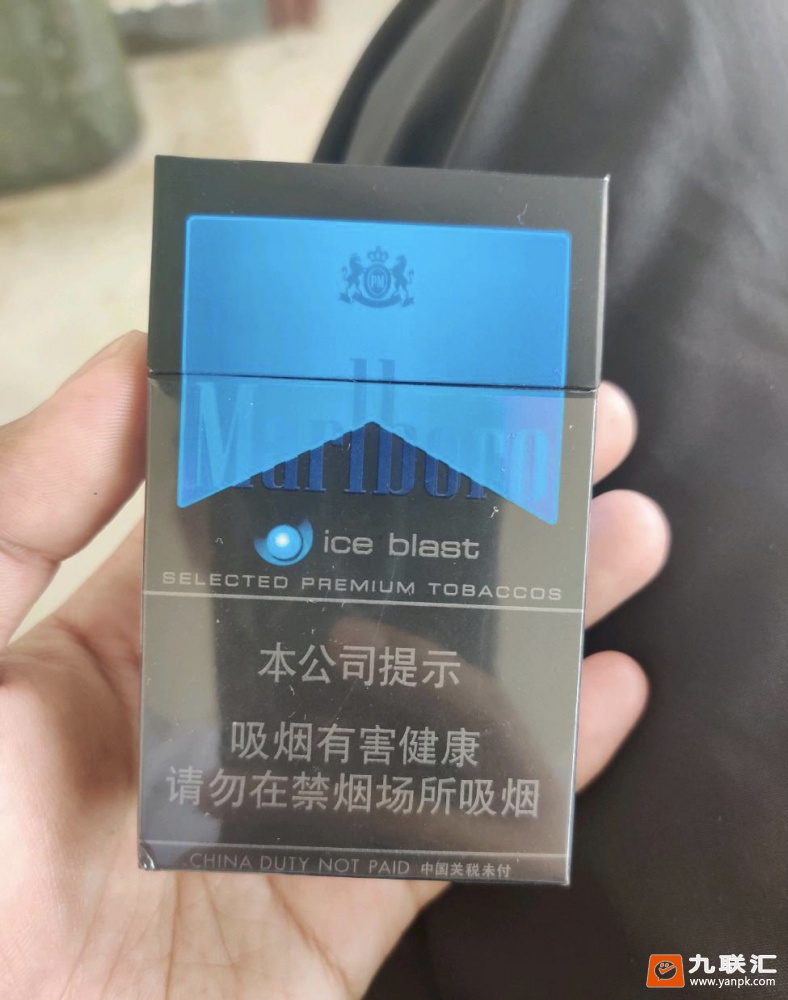 PM
Marlboro
ice blast
SELECTED PREMIUM TOBACCOS
本公司提示
吸烟有害健康
请勿在禁烟场所吸烟
CHINA DUTY NOT PAID 中国关税未付
九联汇
www.yanpk.com